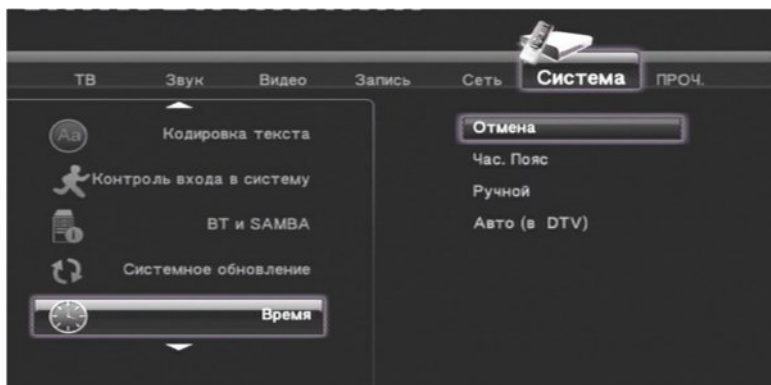 ТВ Звук Видео Запись Сеть Система ПРОЧ.
Aa Кодировка текста
Контроль входа в систему
BT и SAMBA
Системное обновление
Время
Отмена
Час. Пояс
Ручной
Авто (в DTV)